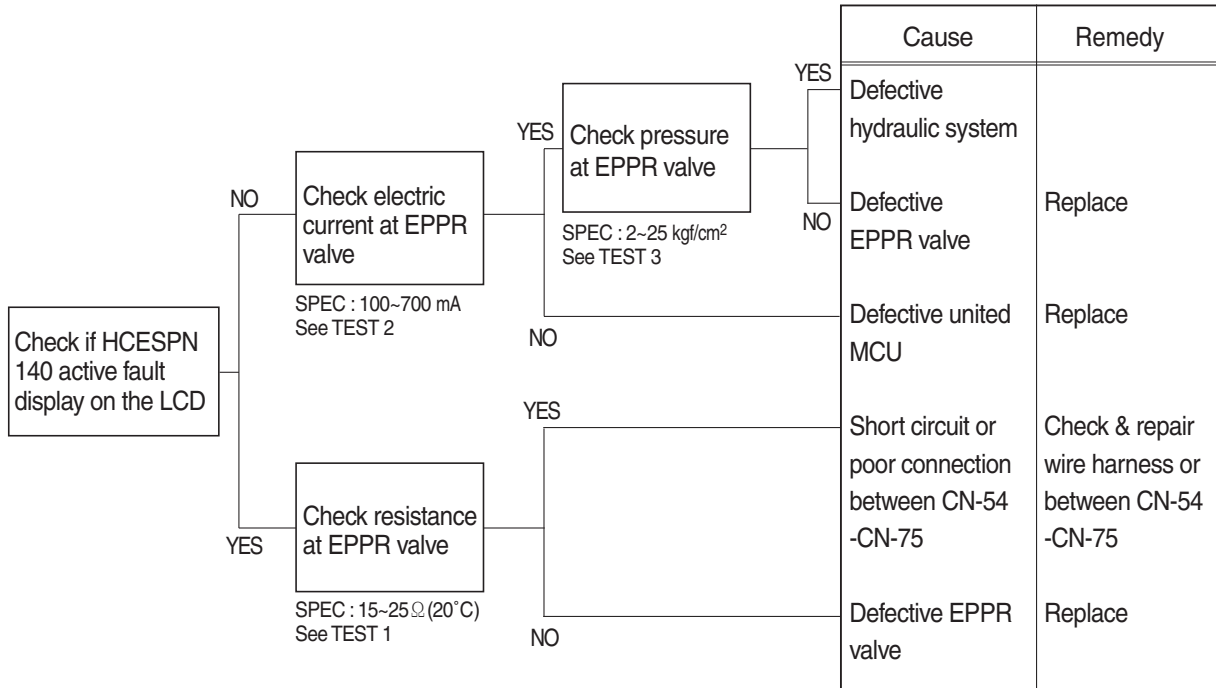 Cause
Remedy
YES
Defective
hydraulic system
YES
Check pressure
at EPPR valve
NO
Defective
EPPR valve
Replace
SPEC : 2~25 kgf/cm²
See TEST 3
NO
Check electric
current at EPPR
valve
SPEC : 100~700 mA
See TEST 2
NO
Defective united
MCU
Replace
Check if HCESPN
140 active fault
display on the LCD
YES
Short circuit or
poor connection
between CN-54
-CN-75
Check & repair
wire harness or
between CN-54
-CN-75
YES
Check resistance
at EPPR valve
SPEC : 15~25Ω(20˚C)
See TEST 1
NO
Defective EPPR
valve
Replace